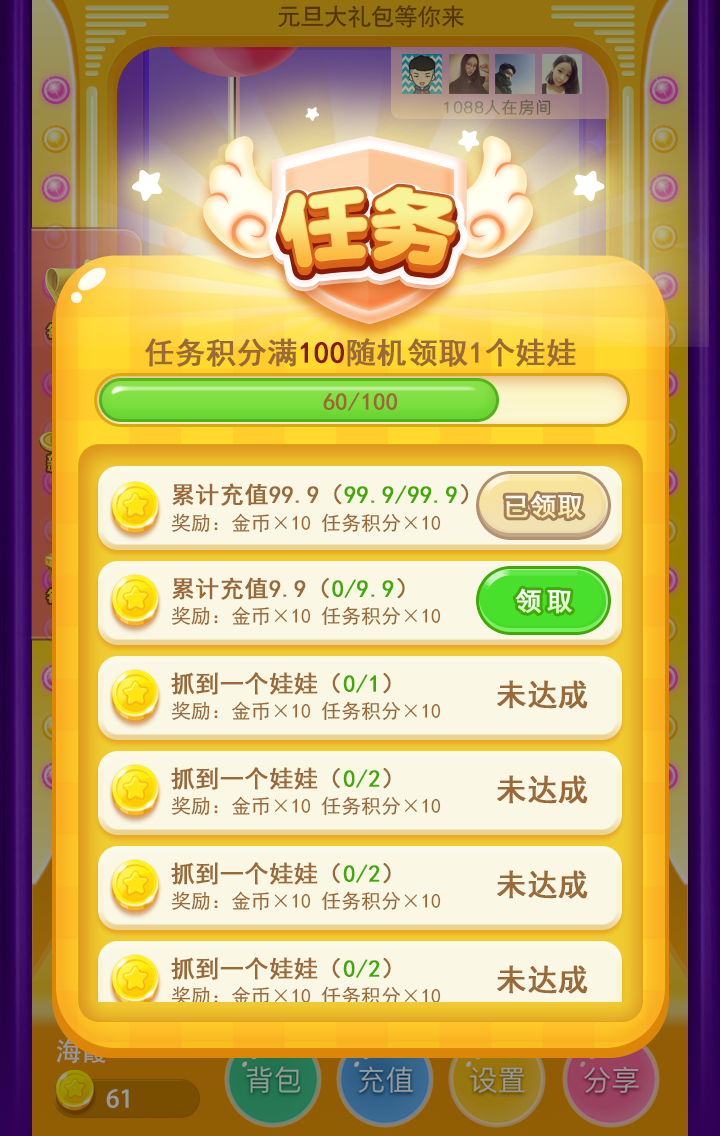 元旦大礼包等你来
1088人在房间
任务
任务积分满100随机领取1个娃娃
60/100
累计充值99.9（99.9/99.9）
奖励：金币×10 任务积分×10
已领取
累计充值9.9（0/9.9）
奖励：金币×10 任务积分×10
领取
抓到一个娃娃（0/1）
奖励：金币×10 任务积分×10
未达成
抓到一个娃娃（0/2）
奖励：金币×10 任务积分×10
未达成
抓到一个娃娃（0/2）
奖励：金币×10 任务积分×10
未达成
抓到一个娃娃（0/2）
奖励：金币×10 任务积分×10
未达成
海霞
61
背包
充值
设置
分享